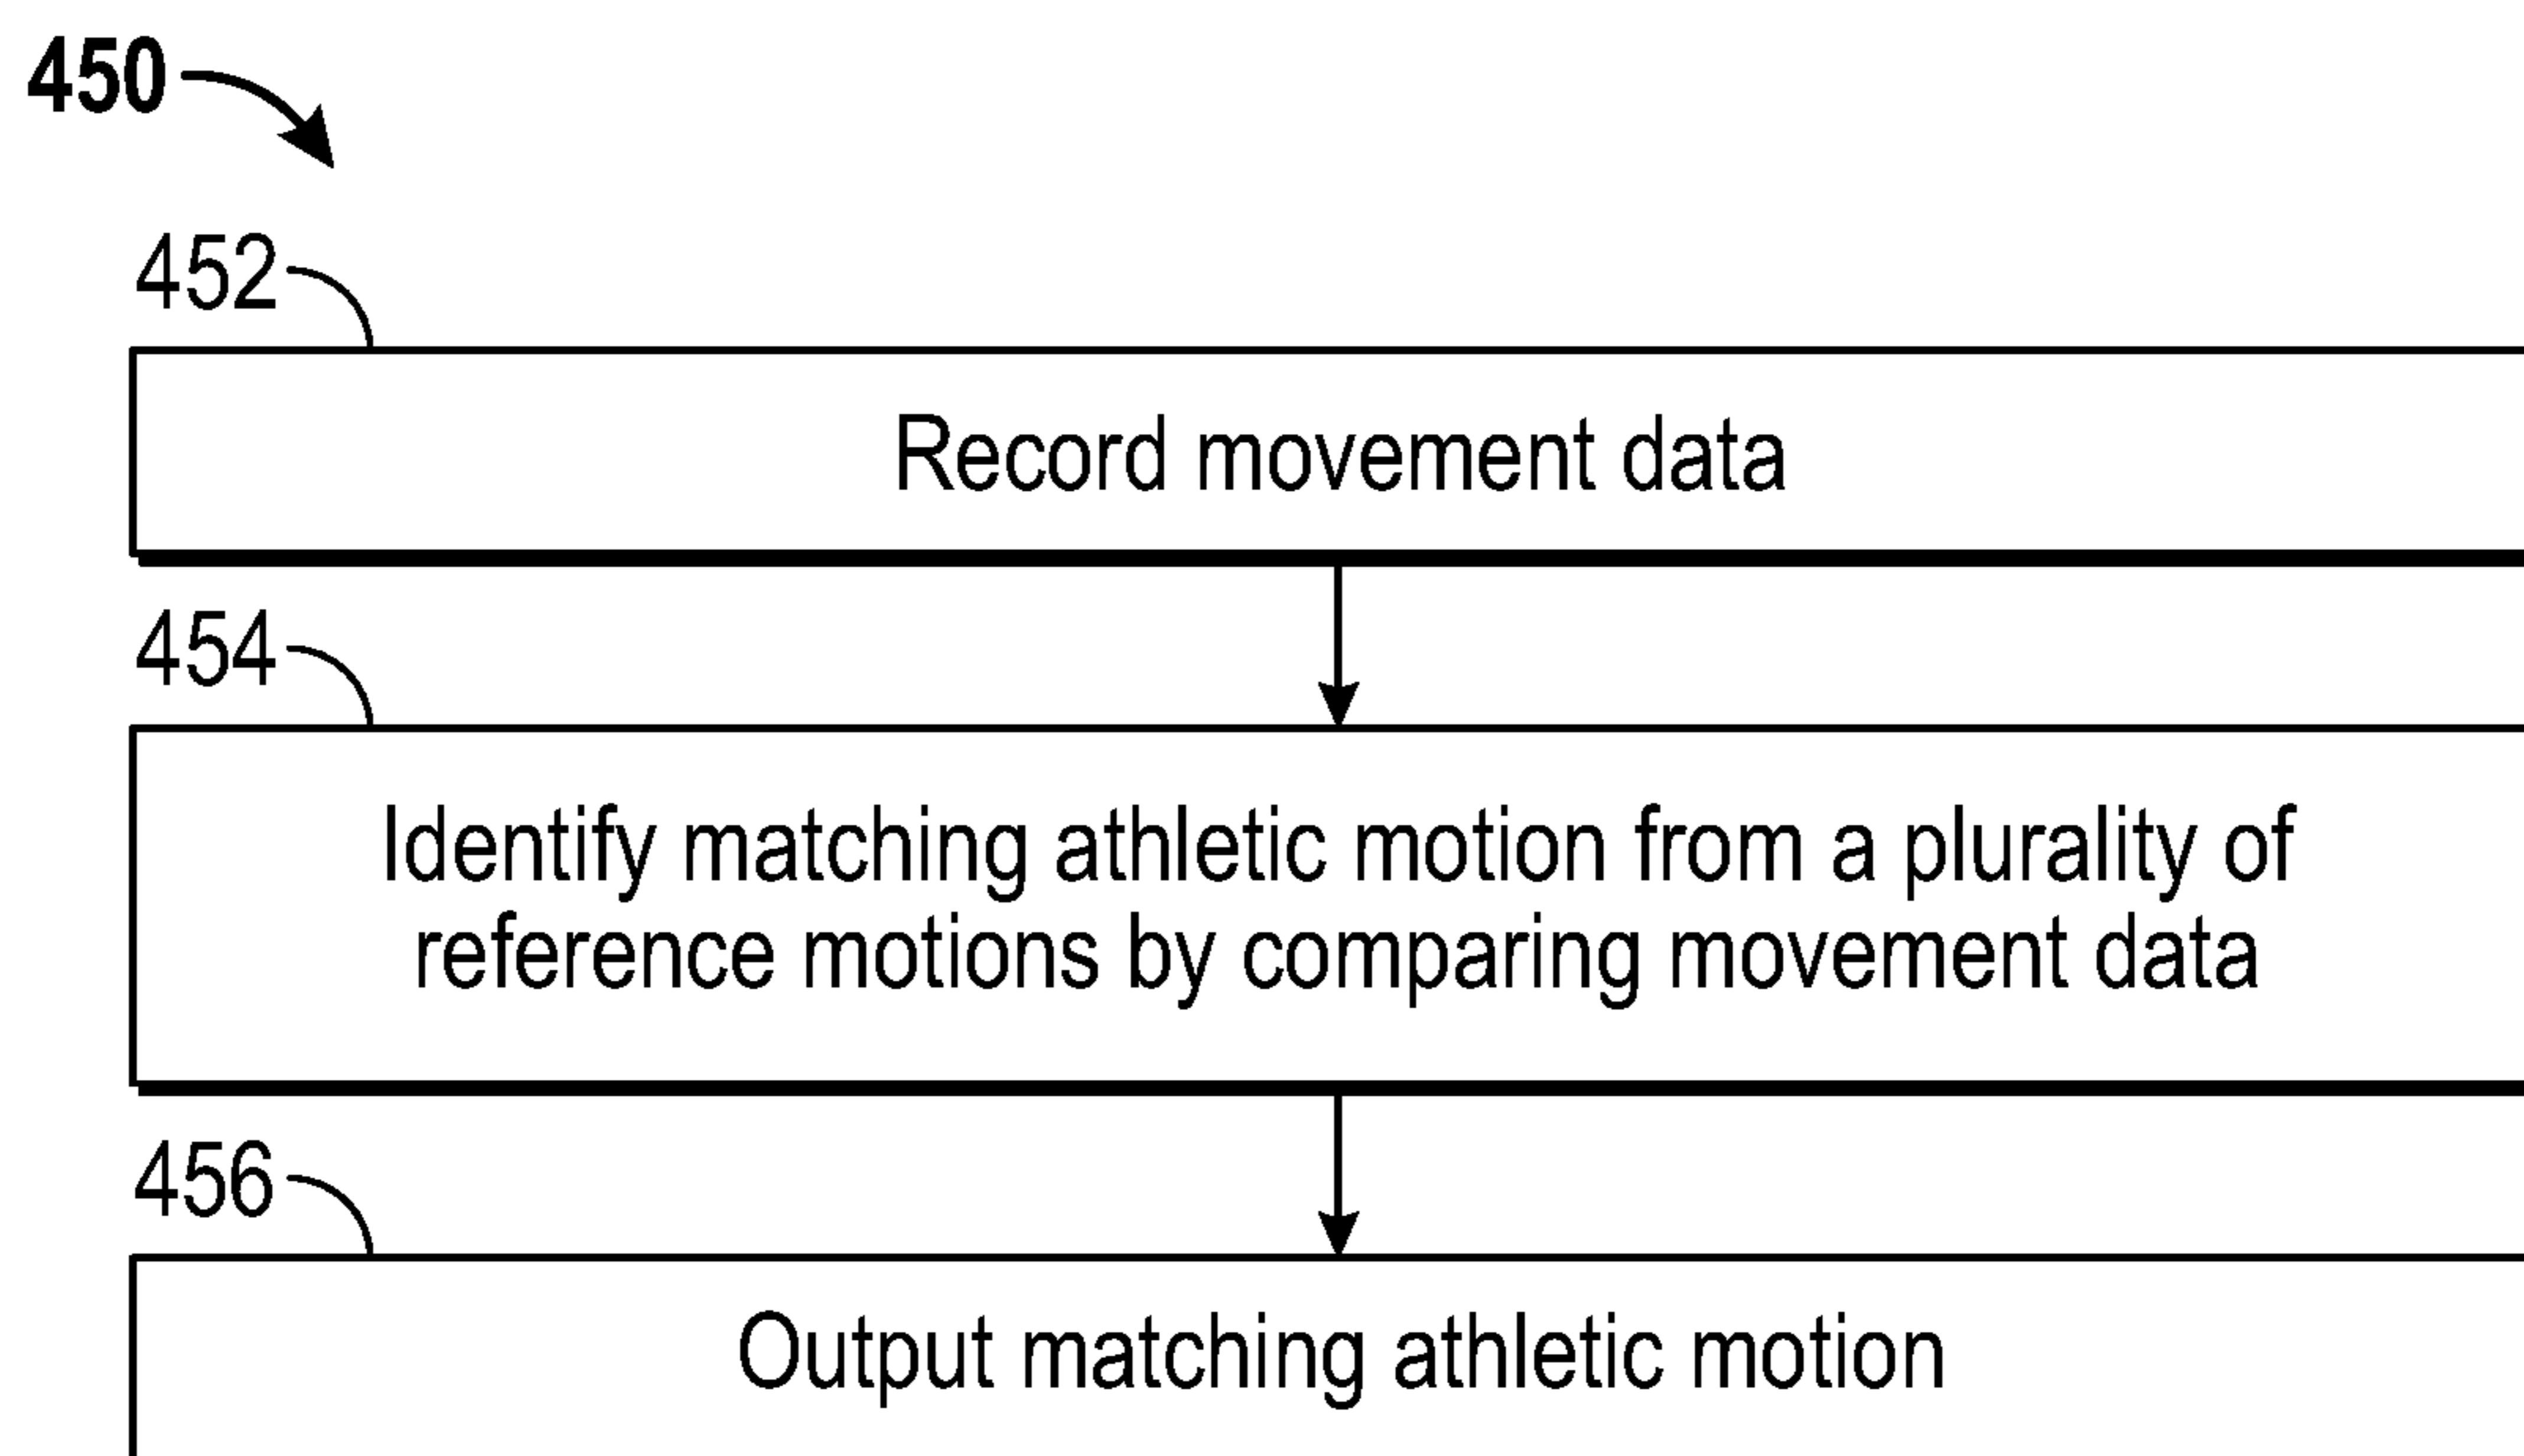 450
452
Record movement data
454
Identify matching athletic motion from a plurality of
reference motions by comparing movement data
456
Output matching athletic motion